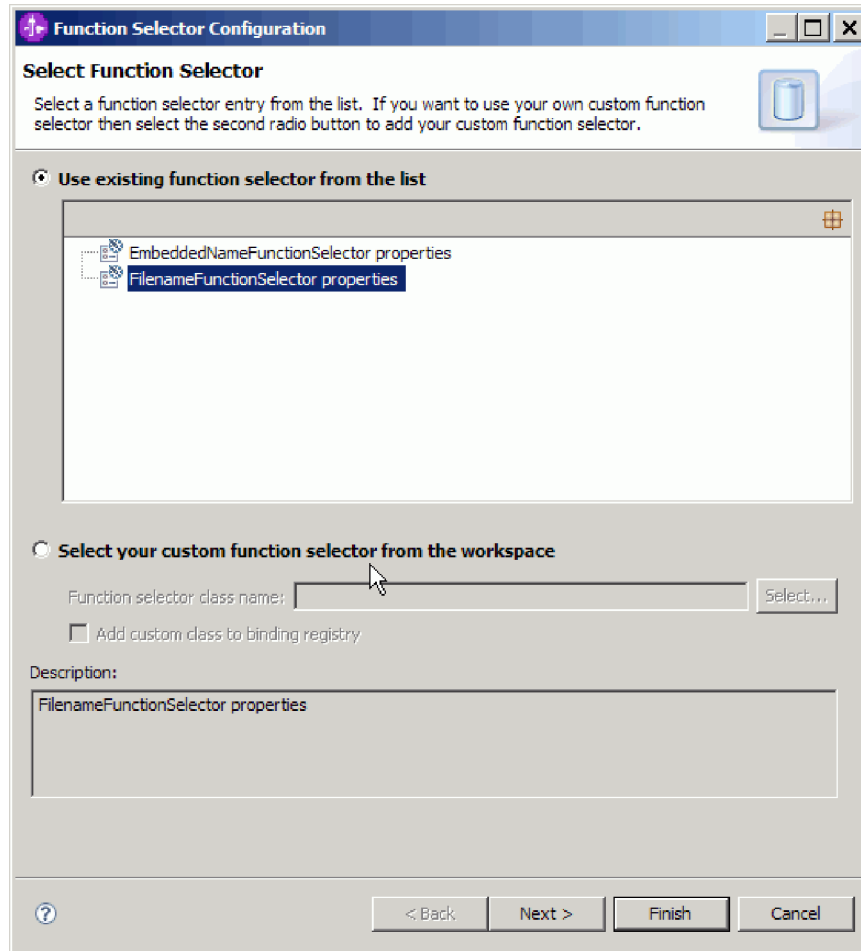 Function Selector Configuration
Select Function Selector
Select a function selector entry from the list. If you want to use your own custom function
selector then select the second radio button to add your custom function selector.
Use existing function selector from the list
EmbeddedNameFunctionSelector properties
FilenameFunctionSelector properties
Select your custom function selector from the workspace
Function selector class name:
Select...
Add custom class to binding registry
Description:
FilenameFunctionSelector properties
?
< Back
Next >
Finish
Cancel